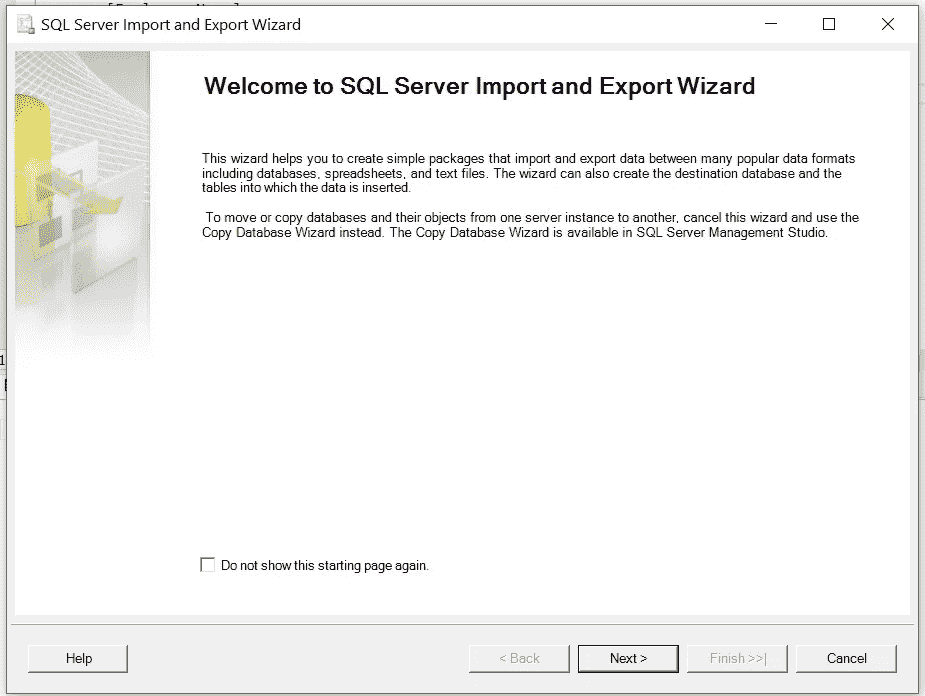 SQL Server Import and Export Wizard
Welcome to SQL Server Import and Export Wizard
This wizard helps you to create simple packages that import and export data between many popular data formats
including databases, spreadsheets, and text files. The wizard can also create the destination database and the
tables into which the data is inserted.
To move or copy databases and their objects from one server instance to another, cancel this wizard and use the
Copy Database Wizard instead. The Copy Database Wizard is available in SQL Server Management Studio.
Do not show this starting page again.
Help
< Back
Next >
Finish >>|
Cancel